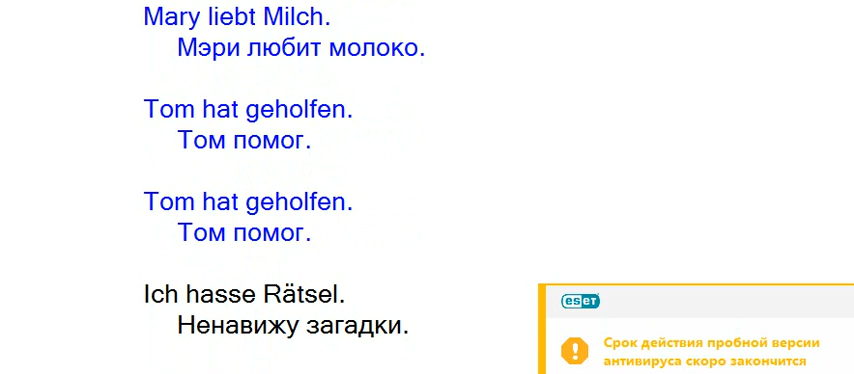 Mary liebt Milch.
Мэри любит молоко.
Tom hat geholfen.
Том помог.
Tom hat geholfen.
Том помог.
Ich hasse Rätsel.
Ненавижу загадки.
eset
Срок действия пробной версии
антивируса скоро закончится